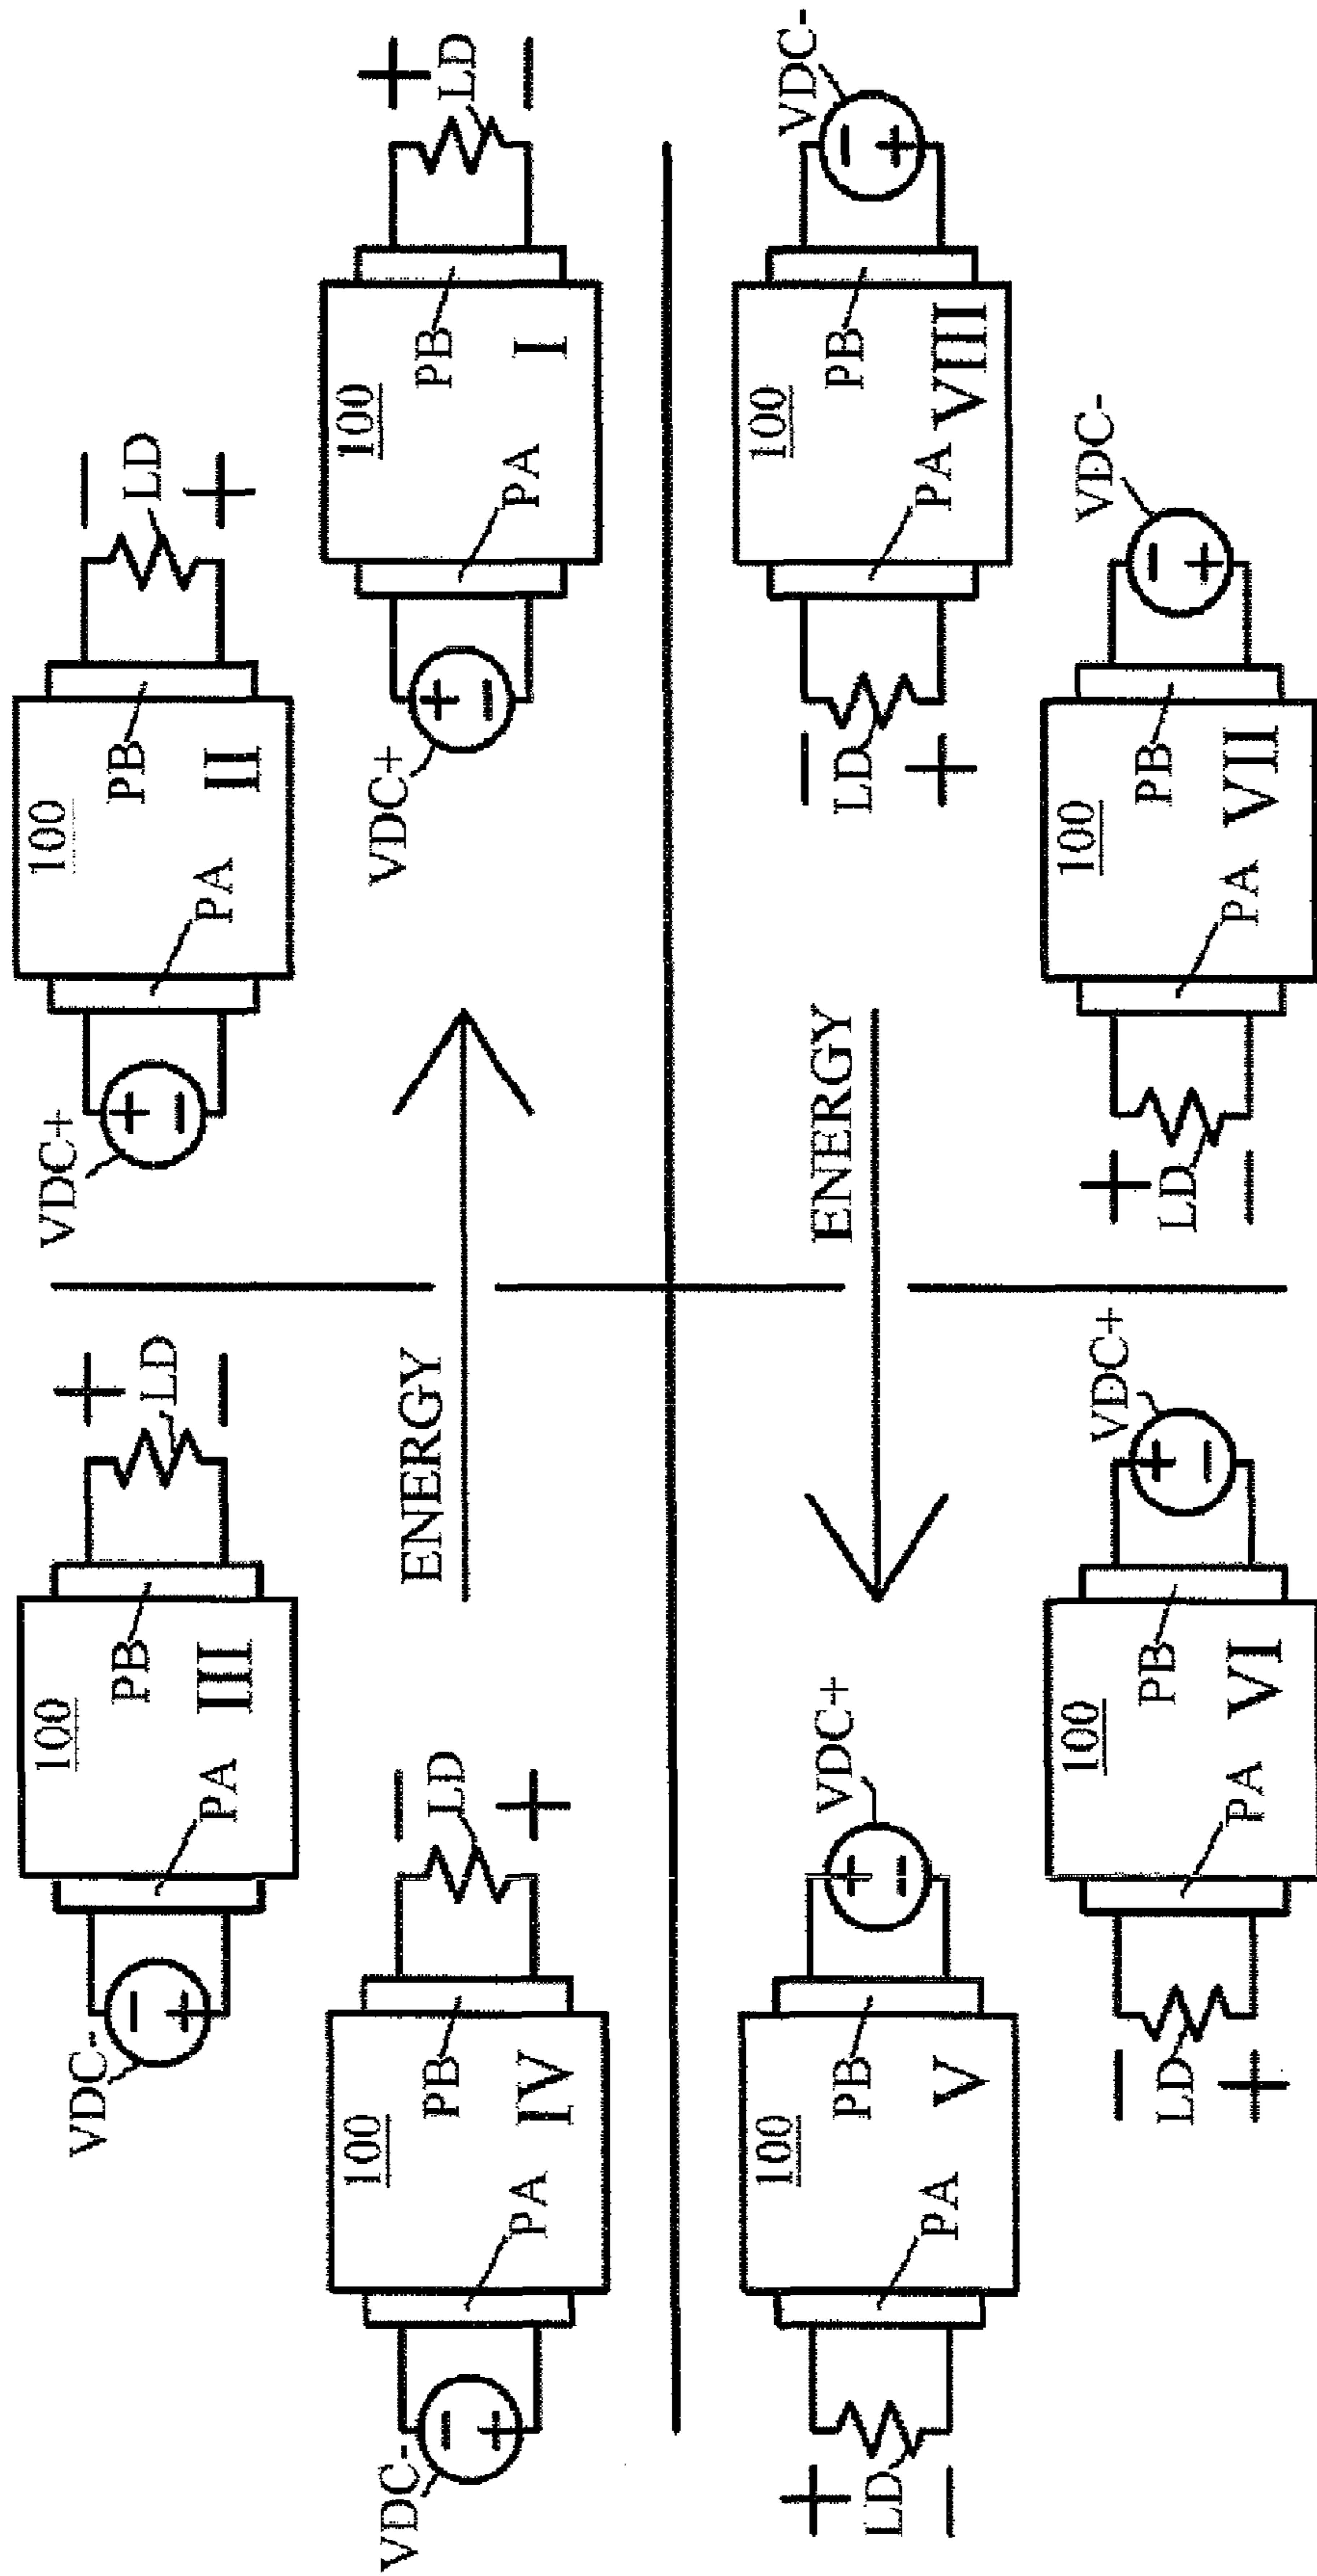 VDC-
−
+
100
PB
PA
III
+
LD
−
VDC+
+
−
100
PB
PA
II
−
LD
+
VDC-
−
+
100
PB
PA
IV
−
LD
+
ENERGY
VDC+
+
−
100
PB
PA
I
+
LD
−
+
LD
−
100
PB
PA
V
VDC+
+
−
ENERGY
−
LD
+
100
PB
PA
VIII
VDC-
−
+
−
LD
+
100
PB
PA
VI
VDC+
+
−
+
LD
−
100
PB
PA
VII
VDC-
−
+